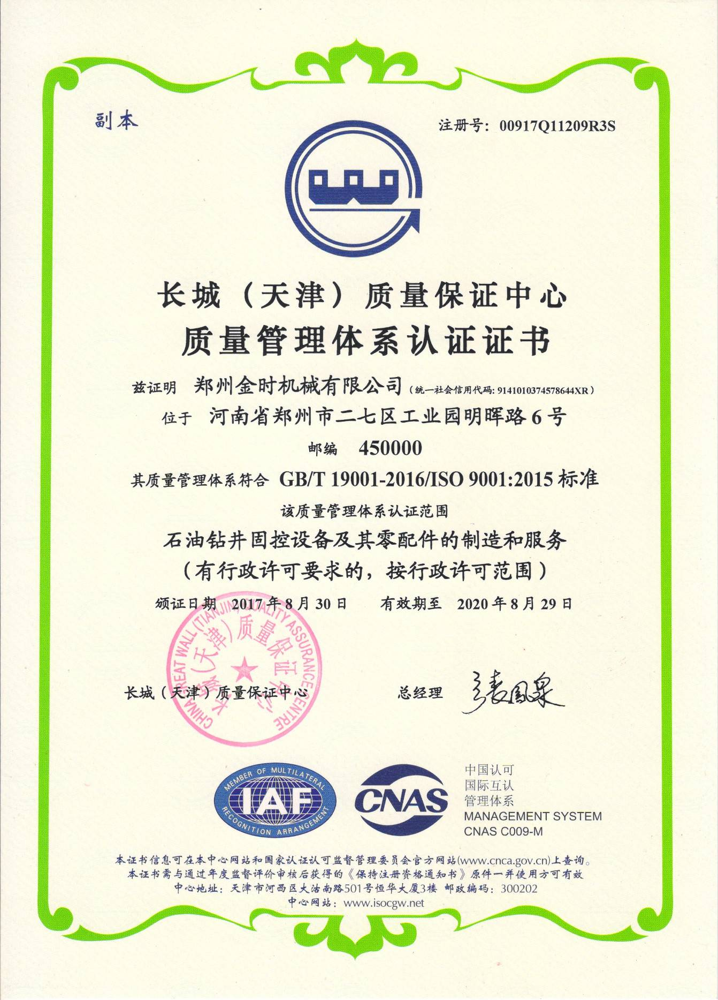 副本
注册号：00917Q11209R3S
长城（天津）质量保证中心
质量管理体系认证证书
兹证明 郑州金时机械有限公司（统一社会信用代码: 9141010374578644XR）
位于 河南省郑州市二七区工业园明晖路 6 号
邮编 450000
其质量管理体系符合 GB/T 19001-2016/ISO 9001:2015 标准
该质量管理体系认证范围
石油钻井固控设备及其零配件的制造和服务
（有行政许可要求的，按行政许可范围）
颁证日期 2017 年 8 月 30 日 有效期至 2020 年 8 月 29 日
CHINA GREAT WALL (TIANJIN) QUALITY ASSURANCE CENTRE
长城(天津)质量保证中心
长城（天津）质量保证中心
总经理
MEMBER OF MULTILATERAL
IAF
RECOGNITION ARRANGEMENT
CNAS
中国认可
国际互认
管理体系
MANAGEMENT SYSTEM
CNAS C009-M
本证书信息可在本中心网站和国家认证认可监督管理委员会官方网站(www.cnca.gov.cn)上查询。
本证书需与通过年度监督评价审核后获得的《保持注册资格通知书》原件一并使用方可有效
中心地址：天津市河西区大沽南路501号恒华大厦3楼 邮政编码：300202
中心网站：www.isocgw.net